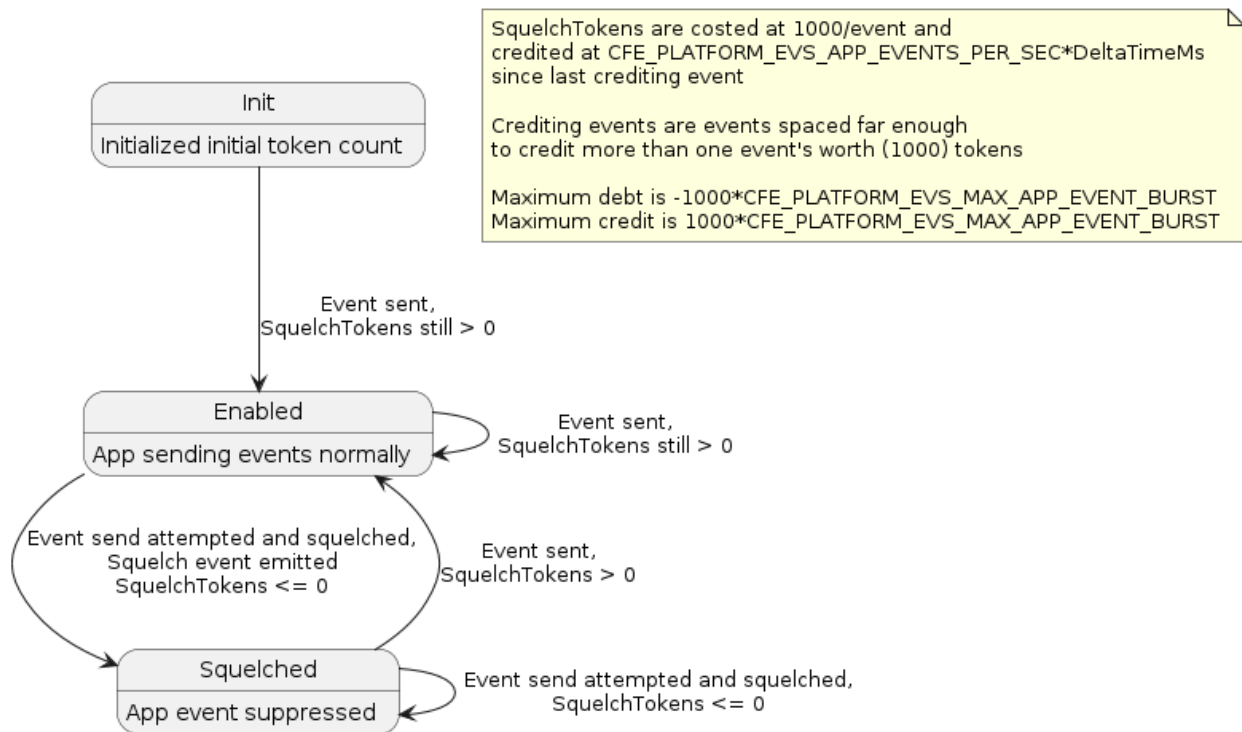 SquelchTokens are costed at 1000/event and
credited at CFE_PLATFORM_EVS_APP_EVENTS_PER_SEC*DeltaTimeMs
since last crediting event
Crediting events are events spaced far enough
to credit more than one event's worth (1000) tokens
Maximum debt is -1000*CFE_PLATFORM_EVS_MAX_APP_EVENT_BURST
Maximum credit is 1000*CFE_PLATFORM_EVS_MAX_APP_EVENT_BURST
Init
Initialized initial token count
Event sent,
SquelchTokens still > 0
Enabled
App sending events normally
Event sent,
SquelchTokens still > 0
Event send attempted and squelched,
Squelch event emitted
SquelchTokens <= 0
Event sent,
SquelchTokens > 0
Squelched
App event suppressed
Event send attempted and squelched,
SquelchTokens <= 0